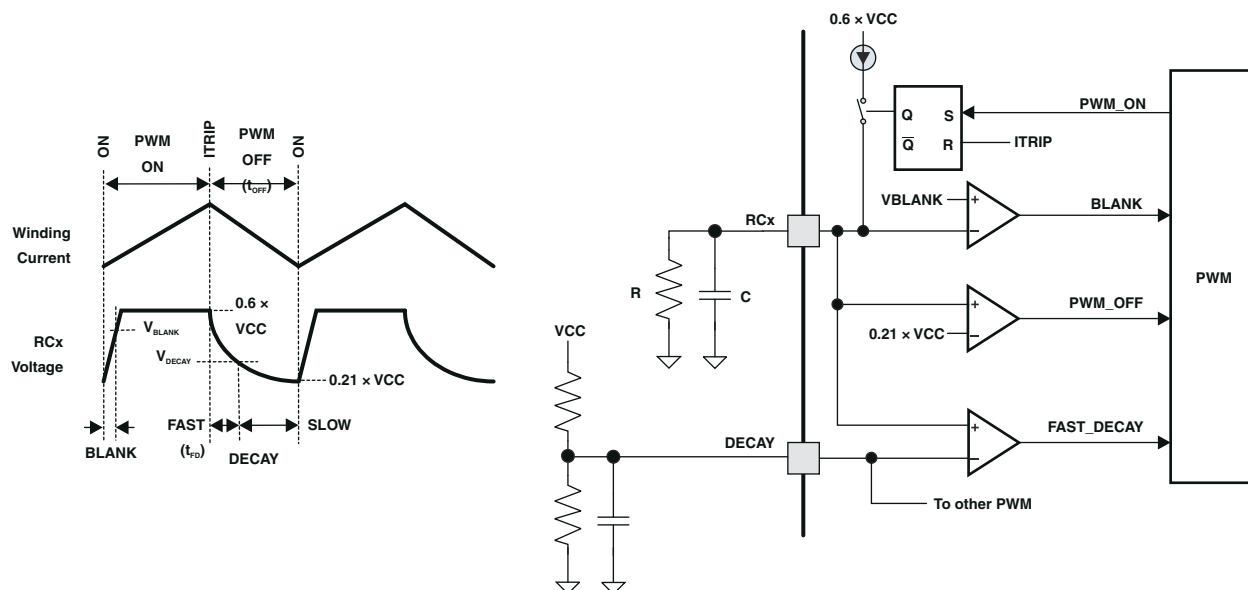 ON
PWM
ON
ITRIP
PWM
OFF
(tOFF)
ON
Winding
Current
RCx
Voltage
VBLANK
VDECAY
0.6 ×
VCC
0.21 × VCC
BLANK
FAST
(tFD)
DECAY
SLOW
0.6 × VCC
Q
S
Q̅
R
PWM_ON
ITRIP
VBLANK
+
–
BLANK
RCx
R
C
+
–
0.21 × VCC
PWM_OFF
PWM
VCC
DECAY
+
–
FAST_DECAY
To other PWM